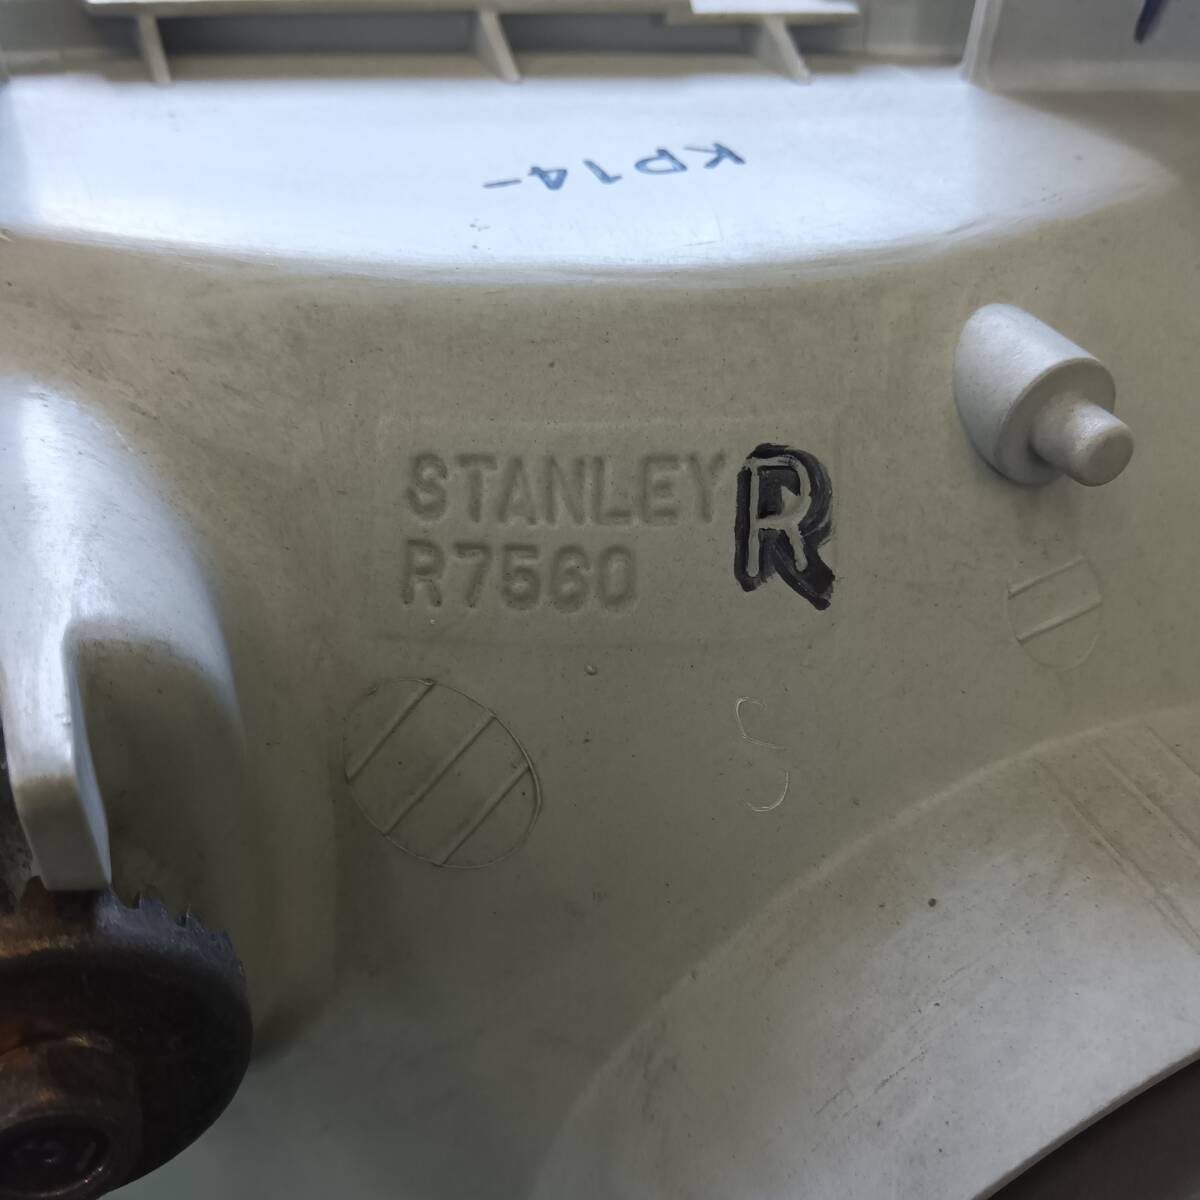 KP14-
STANLEY R
R7560
S